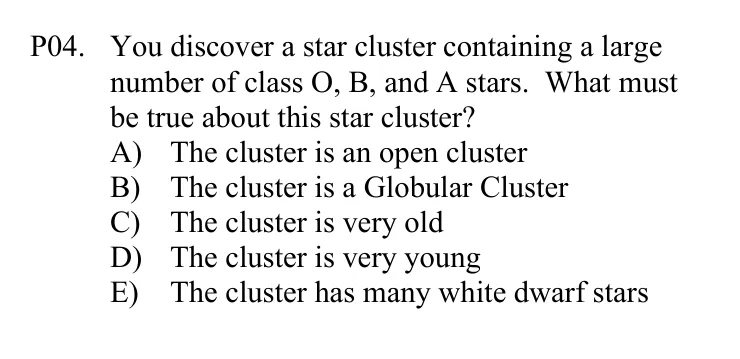 P04. You discover a star cluster containing a large
number of class O, B, and A stars. What must
be true about this star cluster?
A) The cluster is an open cluster
B) The cluster is a Globular Cluster
C) The cluster is very old
D) The cluster is very young
E) The cluster has many white dwarf stars